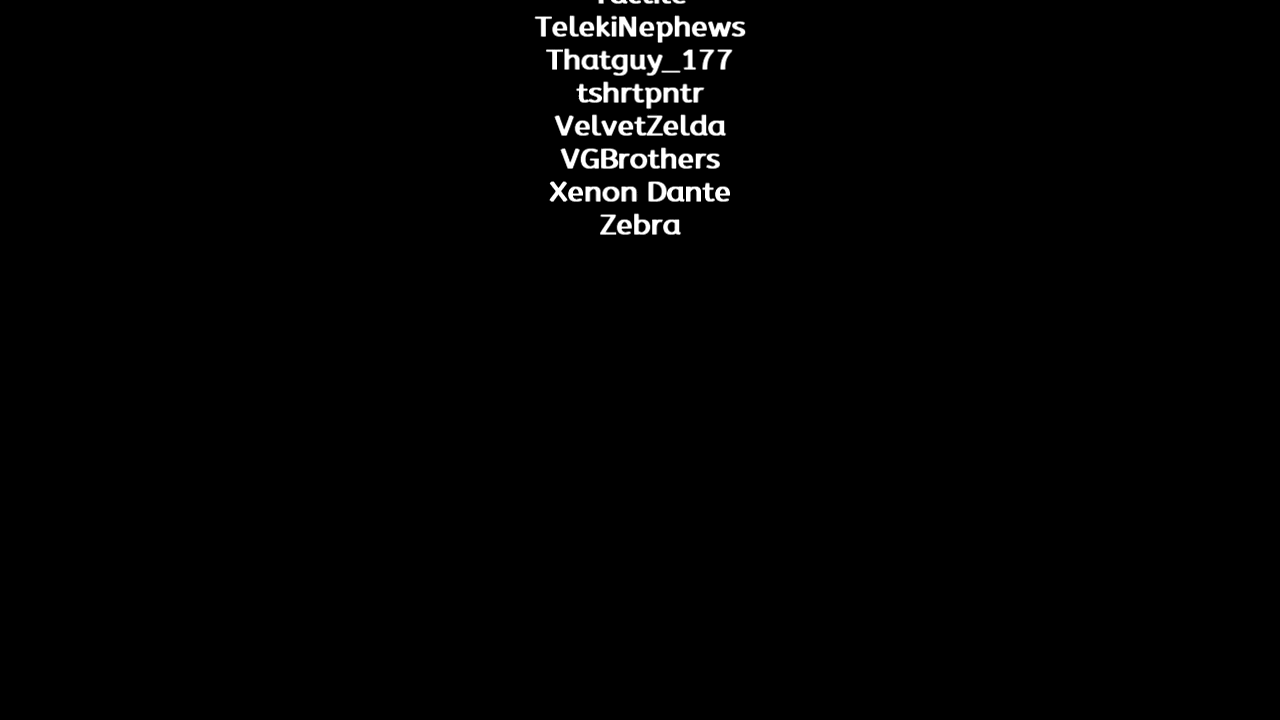 TelekiNephews
Thatguy_177
tshrtpntr
VelvetZelda
VGBrothers
Xenon Dante
Zebra